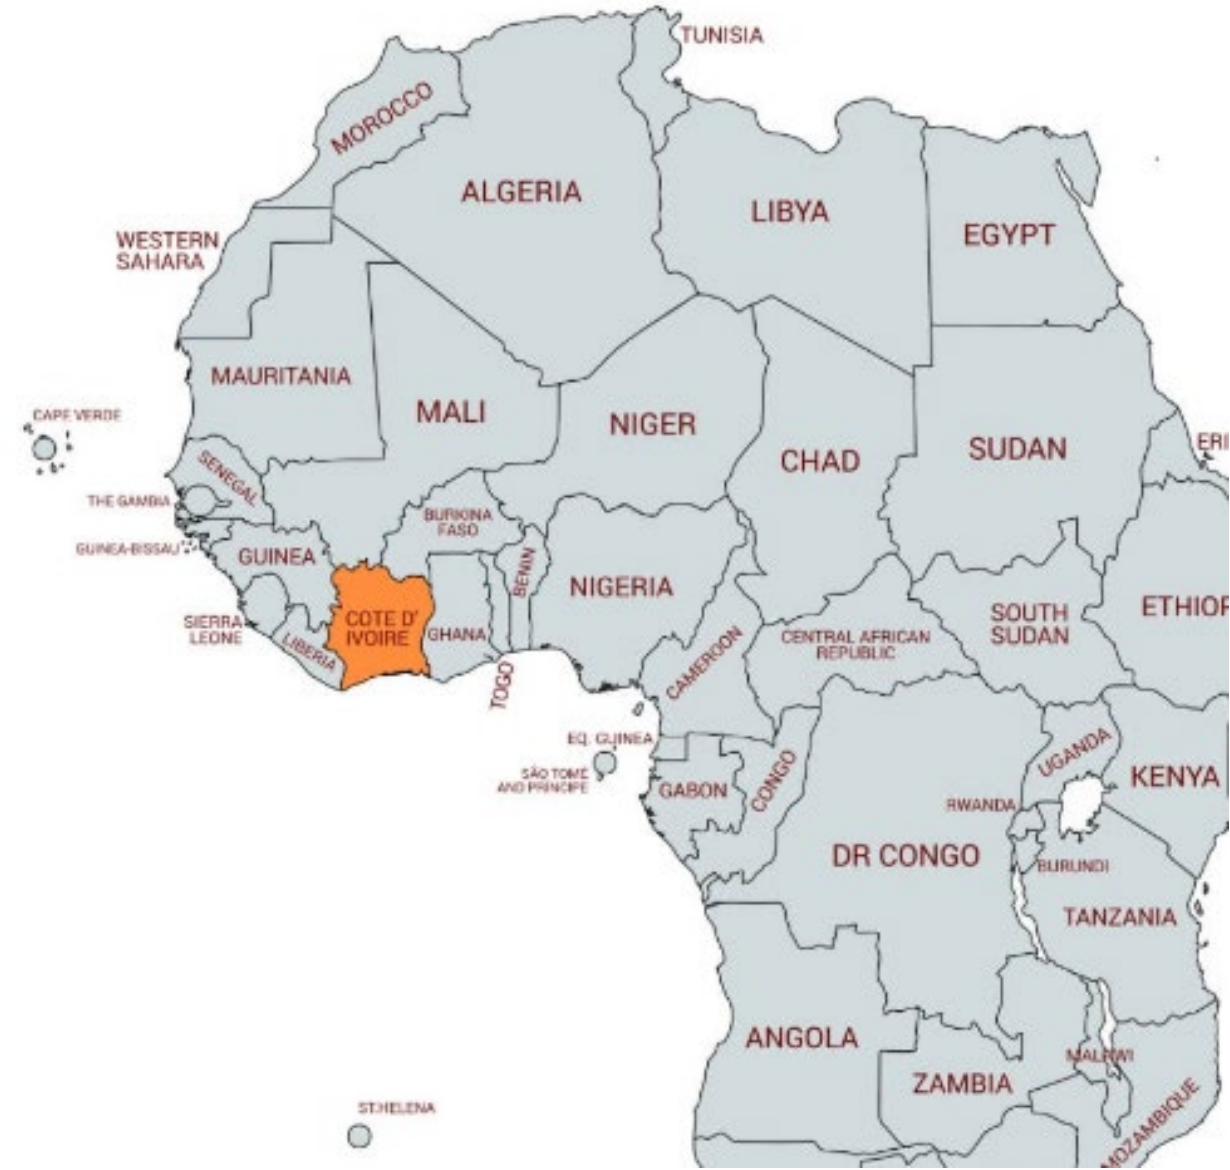 TUNISIA
MOROCCO
ALGERIA
LIBYA
EGYPT
WESTERN
SAHARA
MAURITANIA
MALI
NIGER
CHAD
SUDAN
ERI
CAPE VERDE
SENEGAL
THE GAMBIA
GUINEA-BISSAU
GUINEA
BURKINA
FASO
BENIN
NIGERIA
SIERRA
LEONE
LIBERIA
COTE D'
IVOIRE
GHANA
TOGO
CAMEROON
CENTRAL AFRICAN
REPUBLIC
SOUTH
SUDAN
ETHIOP
EQ. GUINEA
SÃO TOMÉ
AND PRINCIPE
GABON
CONGO
UGANDA
KENYA
RWANDA
DR CONGO
BURUNDI
TANZANIA
ANGOLA
ZAMBIA
MALAWI
MOZAMBIQUE
ST.HELENA